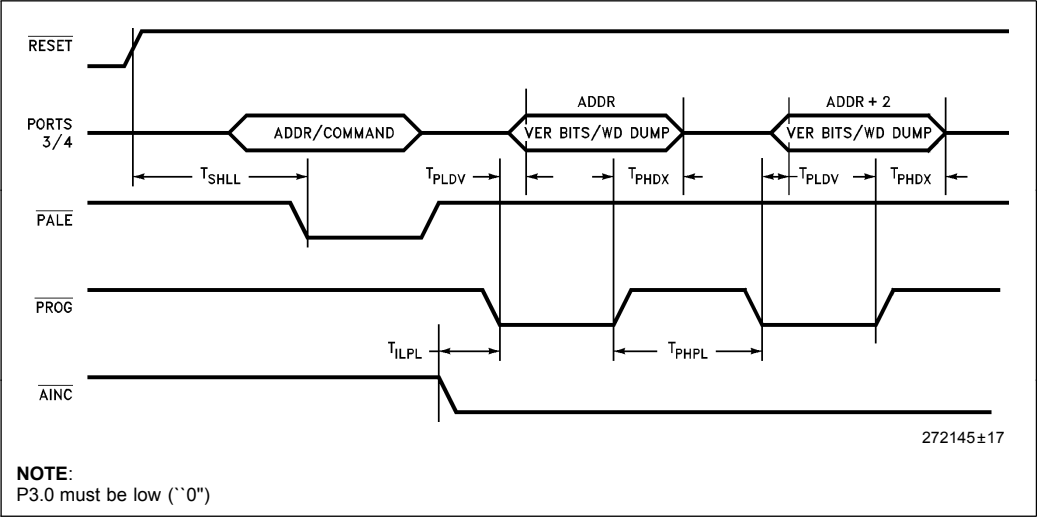 RESET
ADDR
ADDR + 2
PORTS
3/4
ADDR/COMMAND
VER BITS/WD DUMP
VER BITS/WD DUMP
TSHLL
TPLDV
TPHDX
TPLDV
TPHDX
PALE
PROG
TILPL
TPHPL
AINC
272145±17
NOTE:
P3.0 must be low (``0")